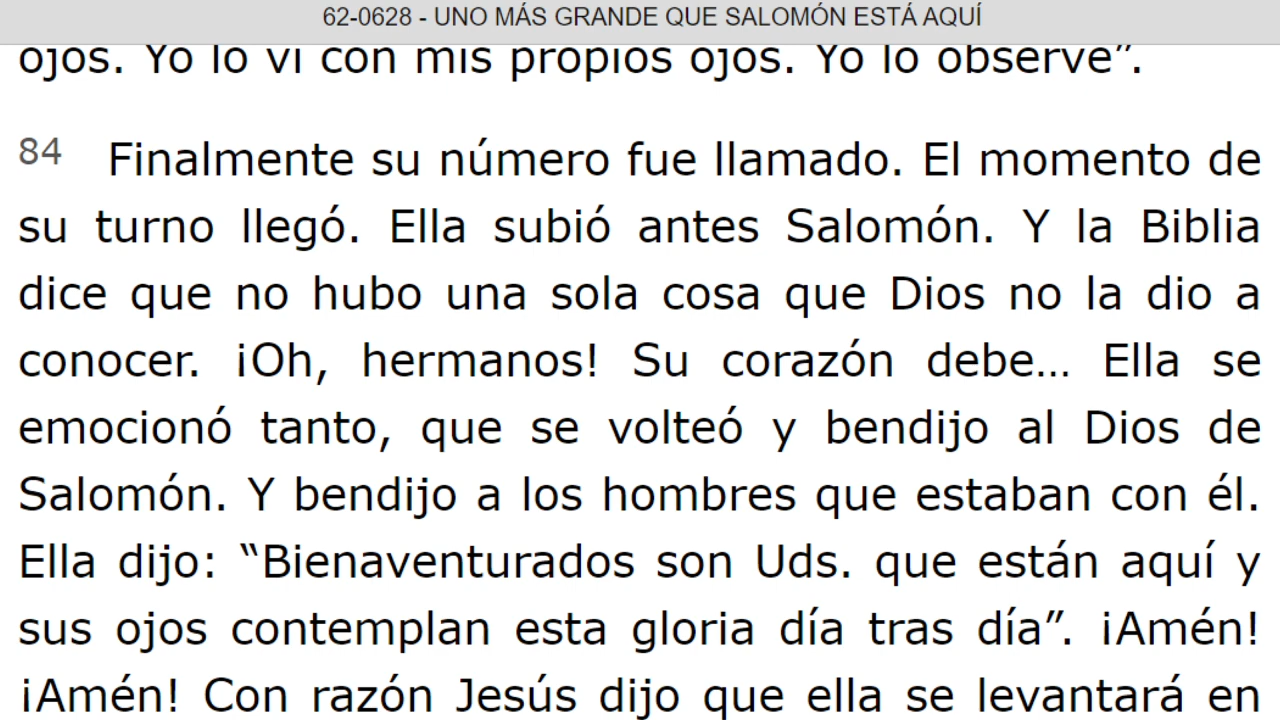 62-0628 - UNO MÁS GRANDE QUE SALOMÓN ESTÁ AQUÍ
ojos. Yo lo vi con mis propios ojos. Yo lo observé”.
84 Finalmente su número fue llamado. El momento de
su turno llegó. Ella subió antes Salomón. Y la Biblia
dice que no hubo una sola cosa que Dios no la dio a
conocer. ¡Oh, hermanos! Su corazón debe… Ella se
emocionó tanto, que se volteó y bendijo al Dios de
Salomón. Y bendijo a los hombres que estaban con él.
Ella dijo: “Bienaventurados son Uds. que están aquí y
sus ojos contemplan esta gloria día tras día”. ¡Amén!
¡Amén! Con razón Jesús dijo que ella se levantará en